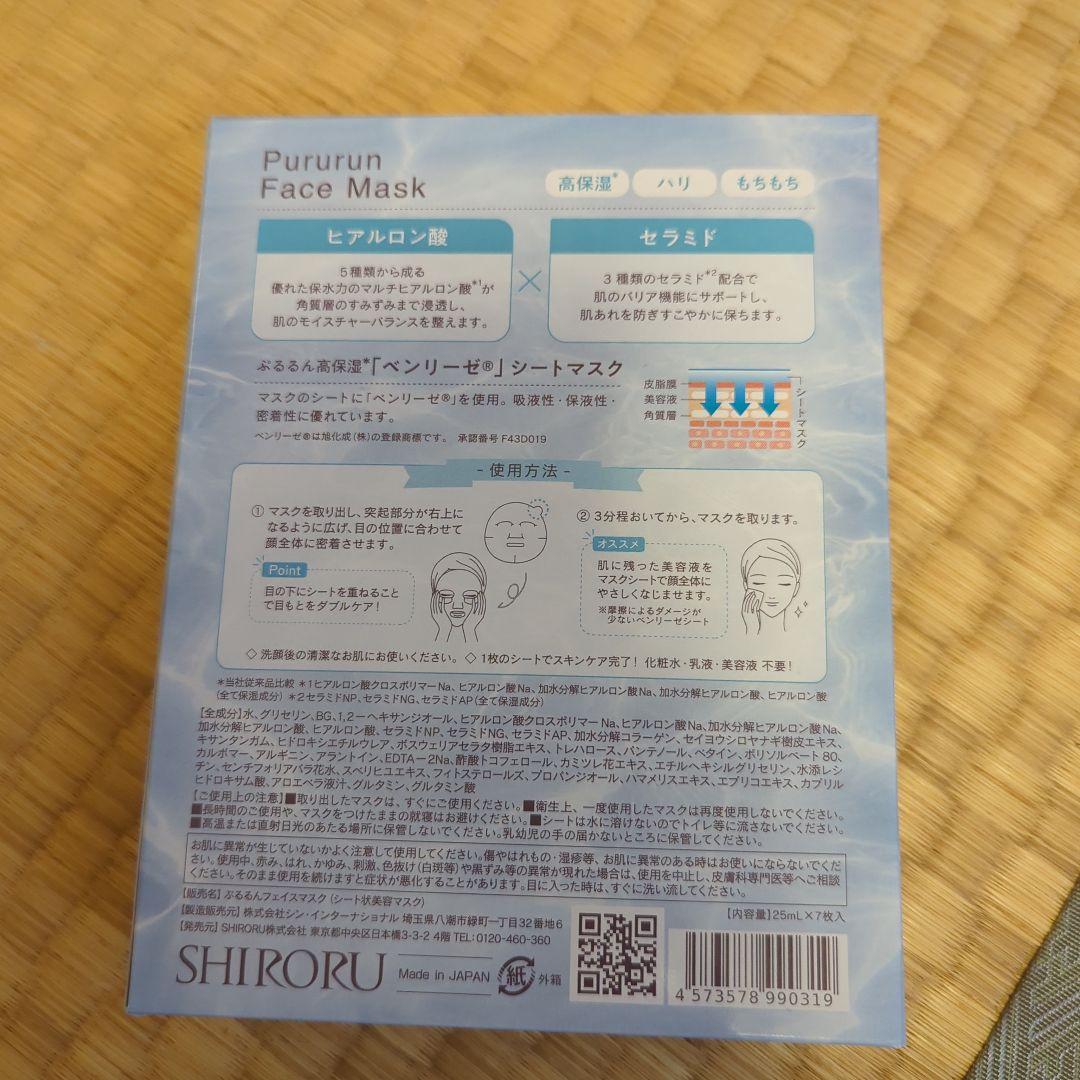 Pururun
Face Mask
高保湿*
ハリ
もちもち
ヒアルロン酸
5種類から成る
優れた保水力のマルチヒアルロン酸*1が
角質層のすみずみまで浸透し、
肌のモイスチャーバランスを整えます。
×
セラミド
3種類のセラミド*2配合で
肌のバリア機能にサポートし、
肌あれを防ぎすこやかに保ちます。
ぷるるん高保湿*「ベンリーゼ®」シートマスク
マスクのシートに「ベンリーゼ®」を使用。吸液性・保液性・
密着性に優れています。
ベンリーゼ®は旭化成(株)の登録商標です。 承認番号 F43D019
皮脂膜
美容液
角質層
シートマスク
- 使用方法 -
① マスクを取り出し、突起部分が右上に
なるように広げ、目の位置に合わせて
顔全体に密着させます。
Point
目の下にシートを重ねること
で目もとをダブルケア!
② 3分程おいてから、マスクを取ります。
オススメ
肌に残った美容液を
マスクシートで顔全体に
やさしくなじませます。
※摩擦によるダメージが
少ないベンリーゼシート
◇ 洗顔後の清潔なお肌にお使いください。 ◇ 1枚のシートでスキンケア完了! 化粧水・乳液・美容液 不要!
*当社従来品比較 *1ヒアルロン酸クロスポリマーNa、ヒアルロン酸Na、加水分解ヒアルロン酸Na、加水分解ヒアルロン酸、ヒアルロン酸
(全て保湿成分) *2セラミドNP、セラミドNG、セラミドAP(全て保湿成分)
【全成分】水、グリセリン、BG、1,2-ヘキサンジオール、ヒアルロン酸クロスポリマーNa、ヒアルロン酸Na、加水分解ヒアルロン酸Na、
加水分解ヒアルロン酸、ヒアルロン酸、セラミドNP、セラミドNG、セラミドAP、加水分解コラーゲン、セイヨウシロヤナギ樹皮エキス、
キサンタンガム、ヒドロキシエチルウレア、ボスウェリアセラタ樹脂エキス、トレハロース、パンテノール、ベタイン、ポリソルベート80、
カルボマー、アルギニン、アラントイン、EDTA-2Na、酢酸トコフェロール、カミツレ花エキス、エチルヘキシルグリセリン、水添レシ
チン、センチフォリアバラ花水、スベリヒユエキス、フィトステロールズ、プロパンジオール、ハマメリスエキス、エブリコエキス、カプリル
ヒドロキサム酸、アロエベラ液汁、グルタミン、グルタミン酸
【ご使用上の注意】■取り出したマスクは、すぐにご使用ください。■衛生上、一度使用したマスクは再度使用しないでください。
■長時間のご使用や、マスクをつけたままの就寝はお避けください。■シートは水に溶けないのでトイレ等に流さないでください。
■高温または直射日光のあたる場所に保管しないでください。乳幼児の手の届かないところに保管してください。
お肌に異常が生じていないかよく注意して使用してください。傷やはれもの・湿疹等、お肌に異常のある時はお使いにならないでくだ
さい。使用中、赤み、はれ、かゆみ、刺激、色抜け(白斑等)や黒ずみ等の異常が現れた場合は、使用を中止し、皮膚科専門医等へご相談
ください。そのまま使用を続けますと症状が悪化することがあります。目に入った時は、すぐに洗い流してください。
【販売名】ぷるるんフェイスマスク(シート状美容マスク)
【製造販売元】株式会社シン・インターナショナル 埼玉県八潮市緑町一丁目32番地6
【発売元】SHIRORU株式会社 東京都中央区日本橋3-3-2 4階 TEL:0120-460-360
【内容量】25mL×7枚入
SHIRORU
Made in JAPAN
紙
外箱
4 573578 990319